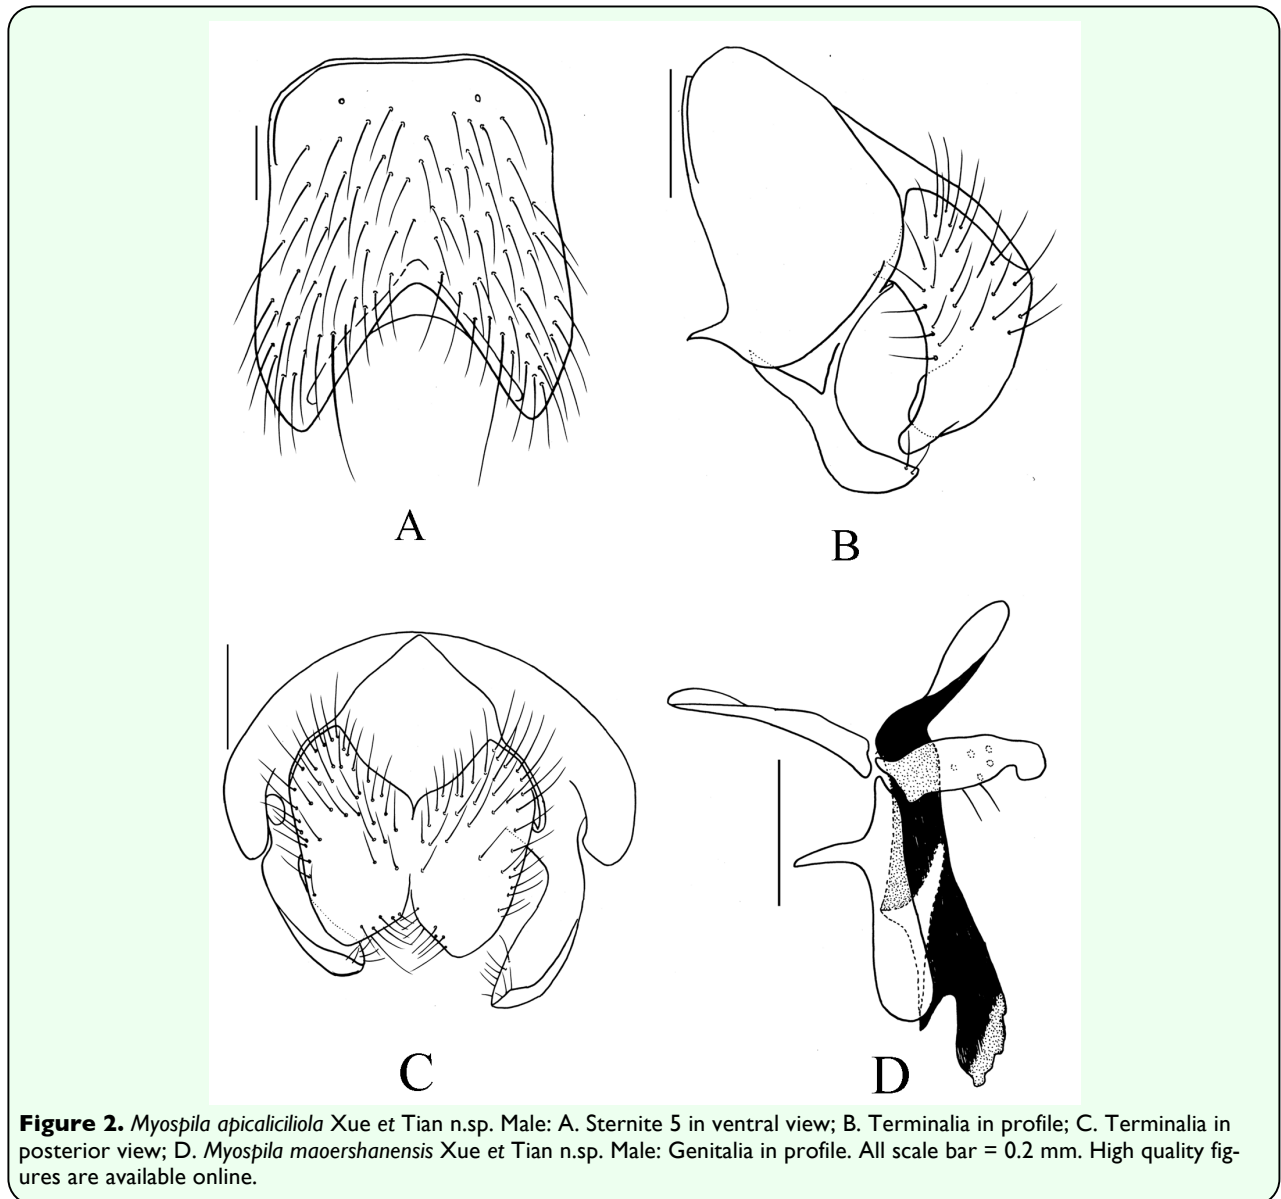 A
B
C
D
Figure 2. Myospila apicaliciliola Xue et Tian n.sp. Male: A. Sternite 5 in ventral view; B. Terminalia in profile; C. Terminalia in
posterior view; D. Myospila maoershanensis Xue et Tian n.sp. Male: Genitalia in profile. All scale bar = 0.2 mm. High quality fig-
ures are available online.